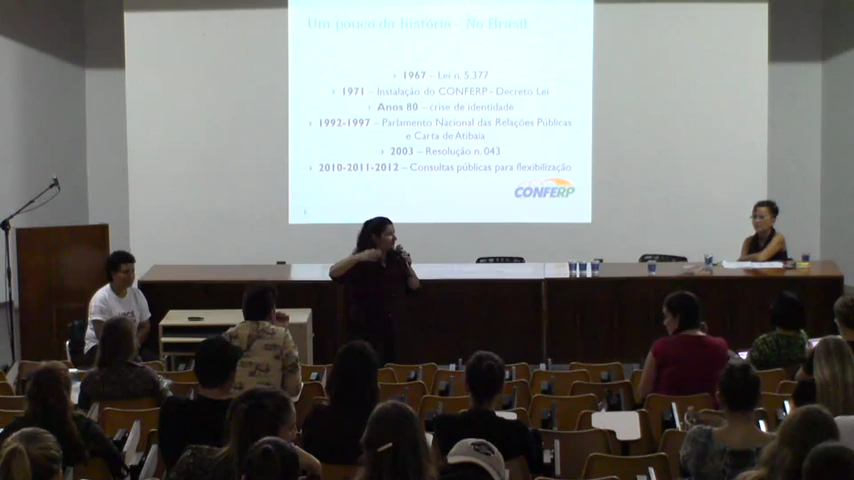 Um pouco da história – No Brasil
› 1967 – Lei n. 5.377
› 1971 – Instalação do CONFERP - Decreto Lei
› Anos 80 – crise de identidade
› 1992-1997 – Parlamento Nacional das Relações Públicas
e Carta de Atibaia
› 2003 – Resolução n. 043
› 2010-2011-2012 – Consultas públicas para flexibilização
CONFERP